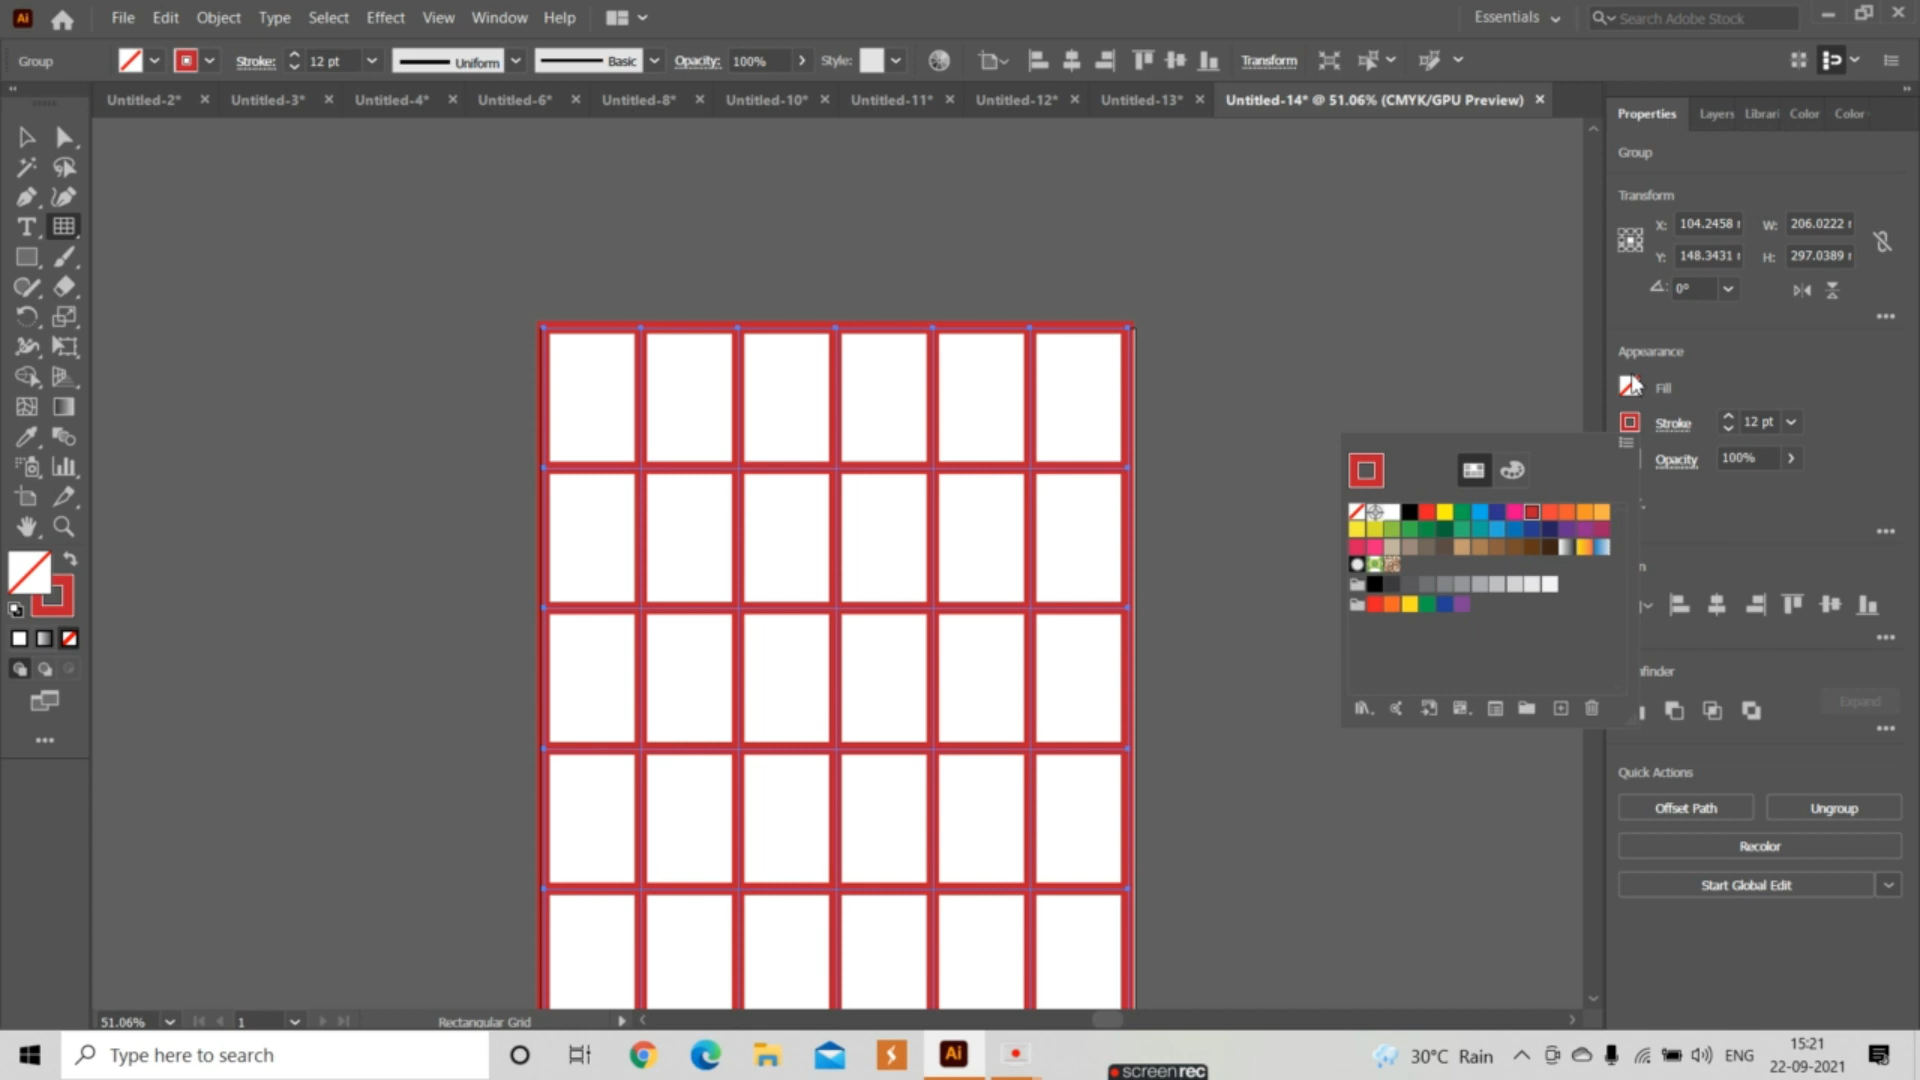 Ai File Edit Object Type Select Effect View Window Help Essentials Search Adobe Stock
Group Stroke: 12 pt Uniform Basic Opacity: 100% Style: Transform
Untitled-2* Untitled-3* Untitled-4* Untitled-6* Untitled-8* Untitled-10* Untitled-11* Untitled-12* Untitled-13* Untitled-14* @ 51.06% (CMYK/GPU Preview)
Properties Layers Librari Color Color
Group
Transform
X: 104.2458 W: 206.0222
Y: 148.3431 H: 297.0389
0°
Appearance
Fill
Stroke 12 pt
Opacity 100%
n
finder
Expand
Quick Actions
Offset Path Ungroup
Recolor
Start Global Edit
51.06% 1 Rectangular Grid
Type here to search Ai 30°C Rain ENG 15:21
22-09-2021
screenrec